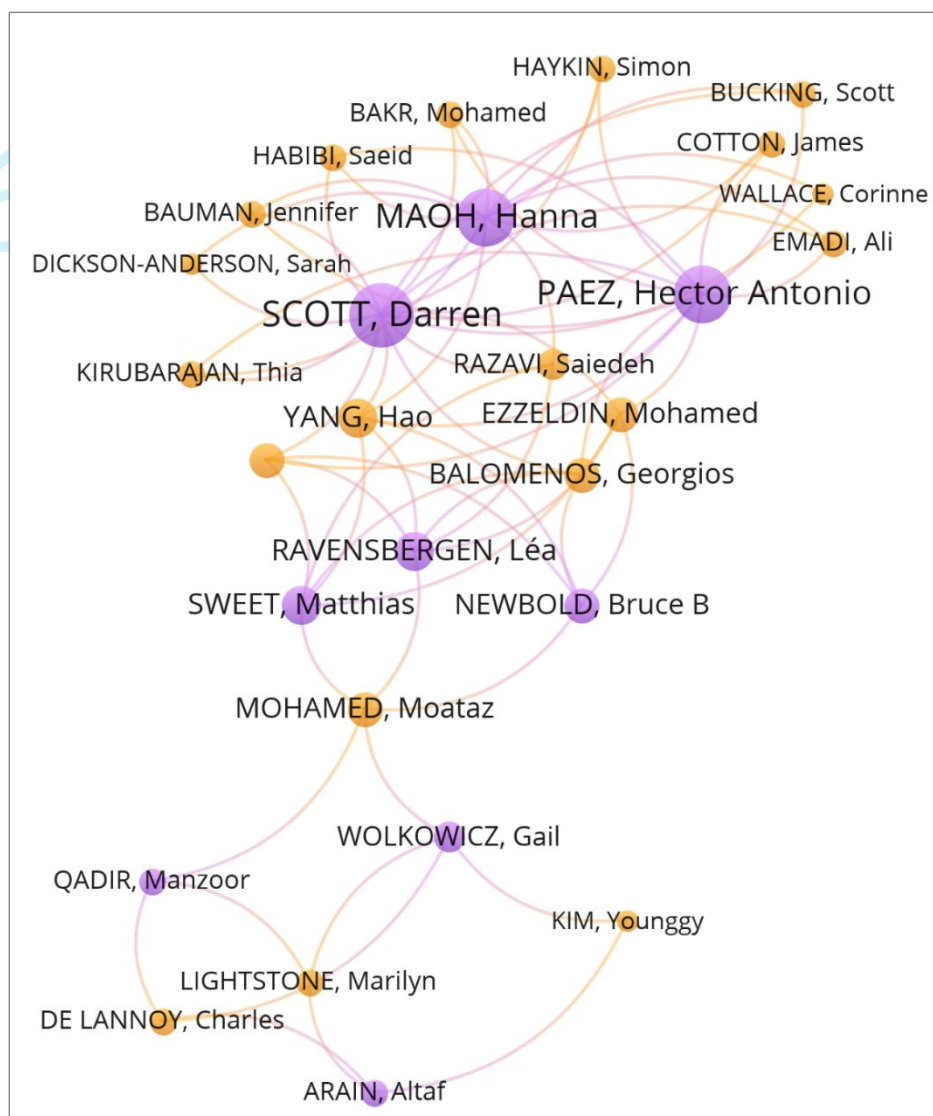 HAYKIN, Simon
BUCKING, Scott
BAKR, Mohamed
COTTON, James
HABIBI, Saeid
WALLACE, Corinne
BAUMAN, Jennifer
MAOH, Hanna
EMADI, Ali
DICKSON-ANDERSON, Sarah
PAEZ, Hector Antonio
SCOTT, Darren
RAZAVI, Saiedeh
KIRUBARAJAN, Thia
YANG, Hao
EZZELDIN, Mohamed
BALOMENOS, Georgios
RAVENSBERGEN, Léa
SWEET, Matthias
NEWBOLD, Bruce B
MOHAMED, Moataz
WOLKOWICZ, Gail
QADIR, Manzoor
KIM, Younggy
LIGHTSTONE, Marilyn
DE LANNOY, Charles
ARAIN, Altaf